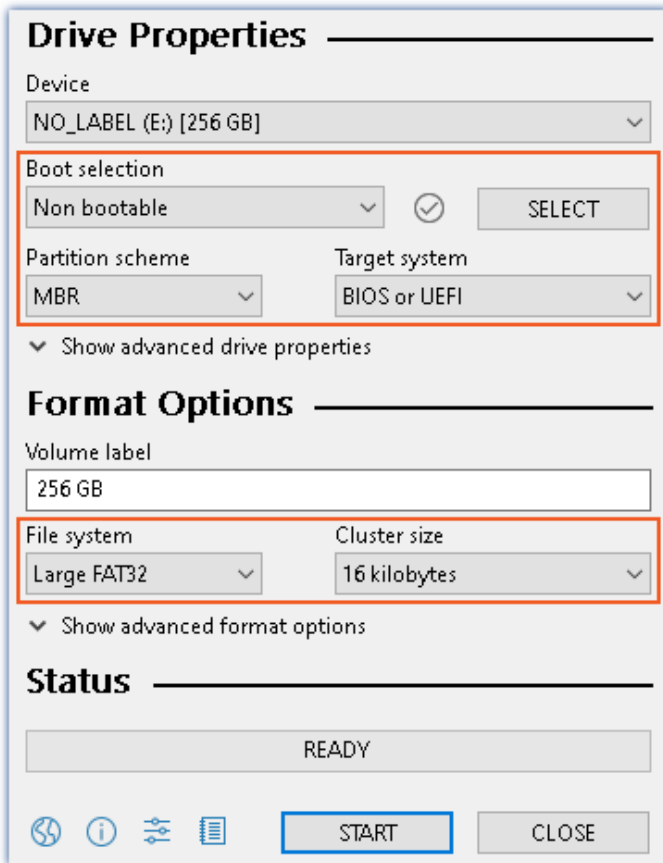 Drive Properties
Device
NO_LABEL (E:) [256 GB]
Boot selection
Non bootable
SELECT
Partition scheme
Target system
MBR
BIOS or UEFI
Show advanced drive properties
Format Options
Volume label
256 GB
File system
Cluster size
Large FAT32
16 kilobytes
Show advanced format options
Status
READY
START
CLOSE